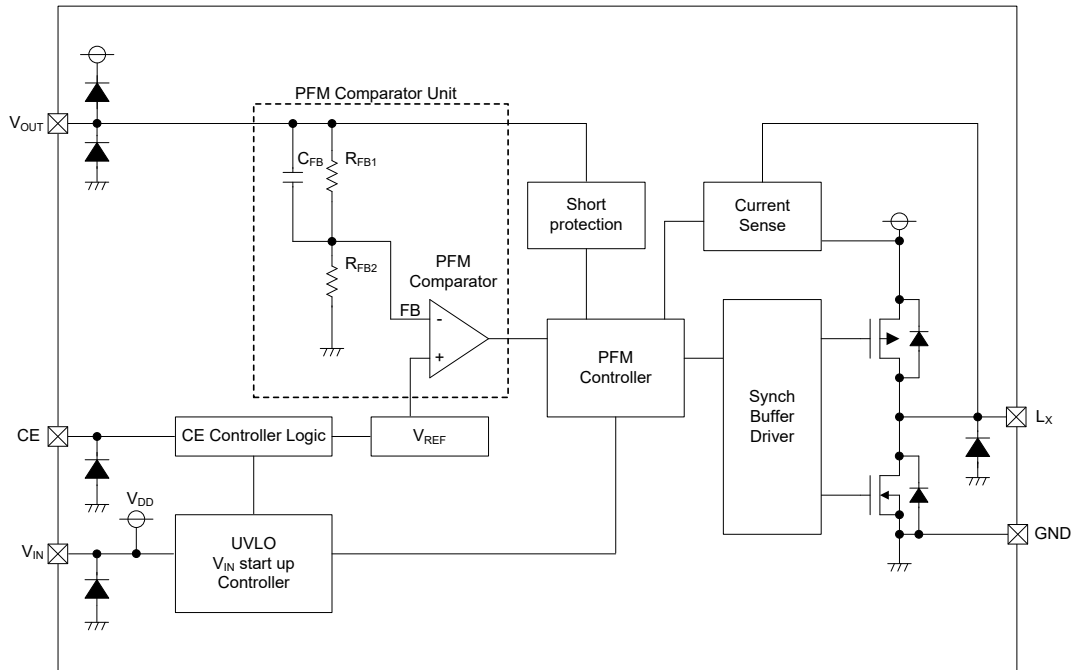 PFM Comparator Unit
VOUT
CFB
RFB1
Short
protection
Current
Sense
RFB2
PFM
Comparator
FB
-
+
PFM
Controller
Synch
Buffer
Driver
CE
CE Controller Logic
VREF
LX
VDD
VIN
UVLO
VIN start up
Controller
GND